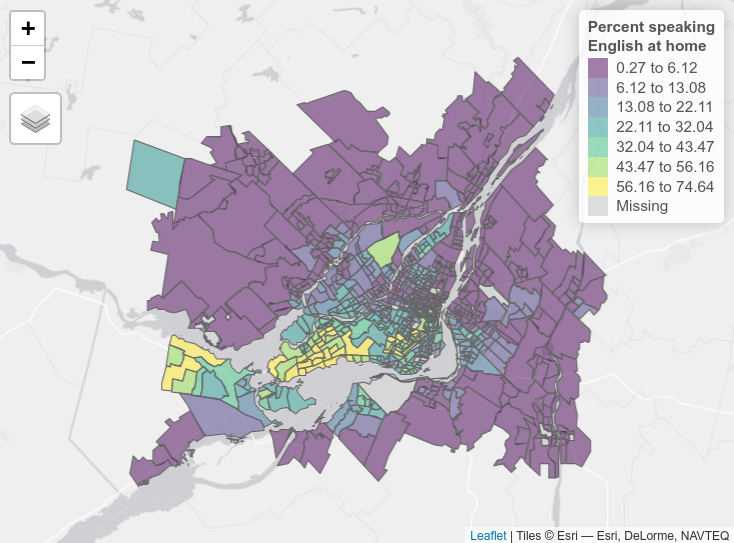 +
−
Percent speaking
English at home
0.27 to 6.12
6.12 to 13.08
13.08 to 22.11
22.11 to 32.04
32.04 to 43.47
43.47 to 56.16
56.16 to 74.64
Missing
Leaflet | Tiles © Esri — Esri, DeLorme, NAVTEQ